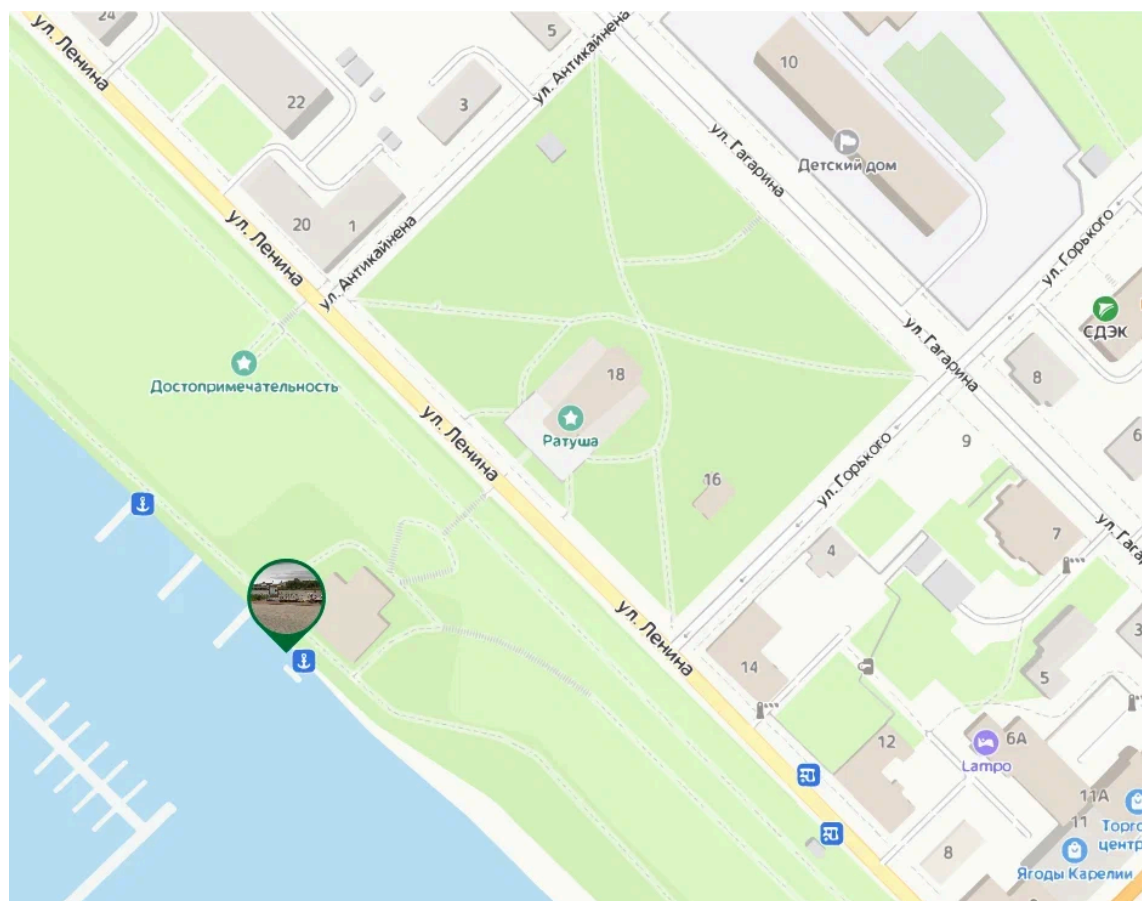 24
ул. Ленина
5
ул. Антикайнена
22
3
10
Детский дом
ул. Гагарина
20
1
ул. Ленина
ул. Антикайнена
ул. Горького
СДЭК
Достопримечательность
18
Ратуша
ул. Ленина
ул. Гагарина
8
6
9
16
ул. Горького
4
7
ул. Гага
ул. Ленина
14
5
3
12
6А
Lampo
11А
11
Торго
центр
8
Ягоды Карелии